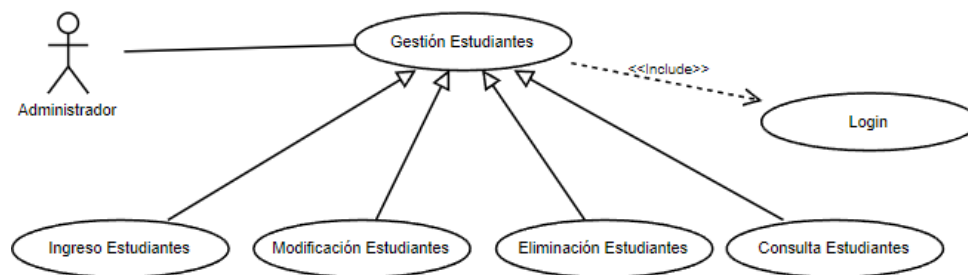 Gestión Estudiantes
<<Include>>
Administrador
Login
Ingreso Estudiantes
Modificación Estudiantes
Eliminación Estudiantes
Consulta Estudiantes